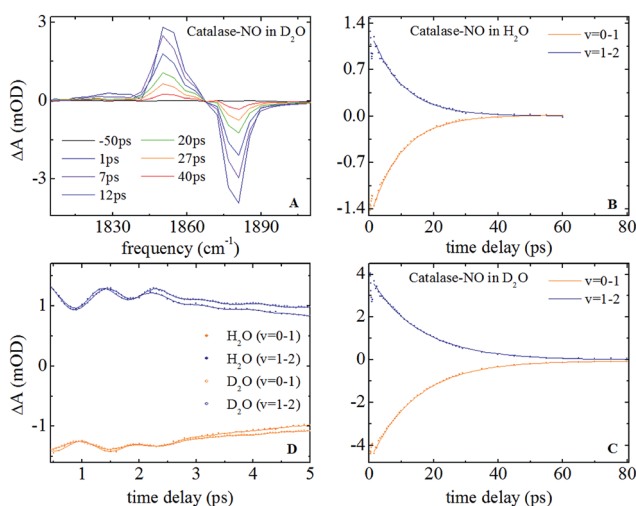 Catalase-NO in D₂O
3
0
-3
ΔA (mOD)
-50ps
1ps
7ps
12ps
20ps
27ps
40ps
A
1830
1860
1890
frequency (cm⁻¹)
Catalase-NO in H₂O
v=0-1
v=1-2
1.4
0.7
0.0
-0.7
-1.4
B
0
20
40
60
80
time delay (ps)
1
0
-1
ΔA (mOD)
H₂O (v=0-1)
H₂O (v=1-2)
D₂O (v=0-1)
D₂O (v=1-2)
D
1
2
3
4
5
time delay (ps)
Catalase-NO in D₂O
v=0-1
v=1-2
4
2
0
-2
-4
C
0
20
40
60
80
time delay (ps)